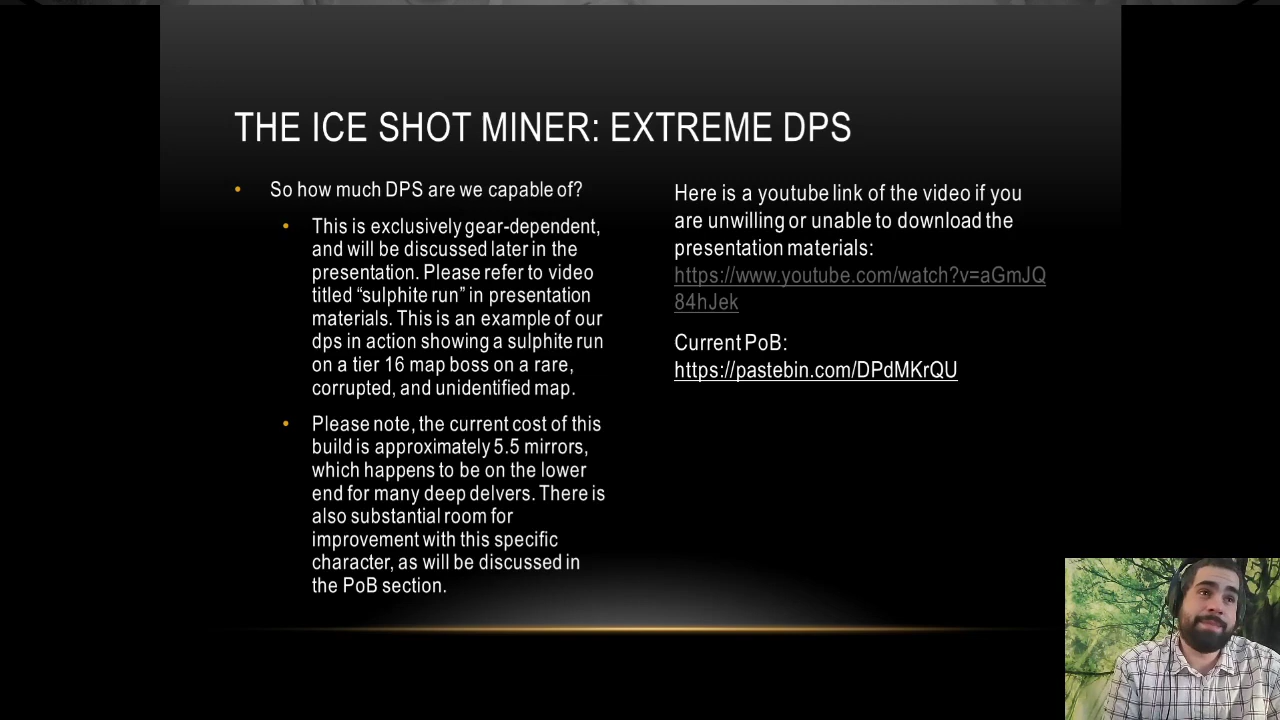 THE ICE SHOT MINER: EXTREME DPS
• So how much DPS are we capable of?
• This is exclusively gear-dependent,
and will be discussed later in the
presentation. Please refer to video
titled “sulphite run” in presentation
materials. This is an example of our
dps in action showing a sulphite run
on a tier 16 map boss on a rare,
corrupted, and unidentified map.
• Please note, the current cost of this
build is approximately 5.5 mirrors,
which happens to be on the lower
end for many deep delvers. There is
also substantial room for
improvement with this specific
character, as will be discussed in
the PoB section.
Here is a youtube link of the video if you
are unwilling or unable to download the
presentation materials:
https://www.youtube.com/watch?v=aGmJQ
84hJek
Current PoB:
https://pastebin.com/DPdMKrQU